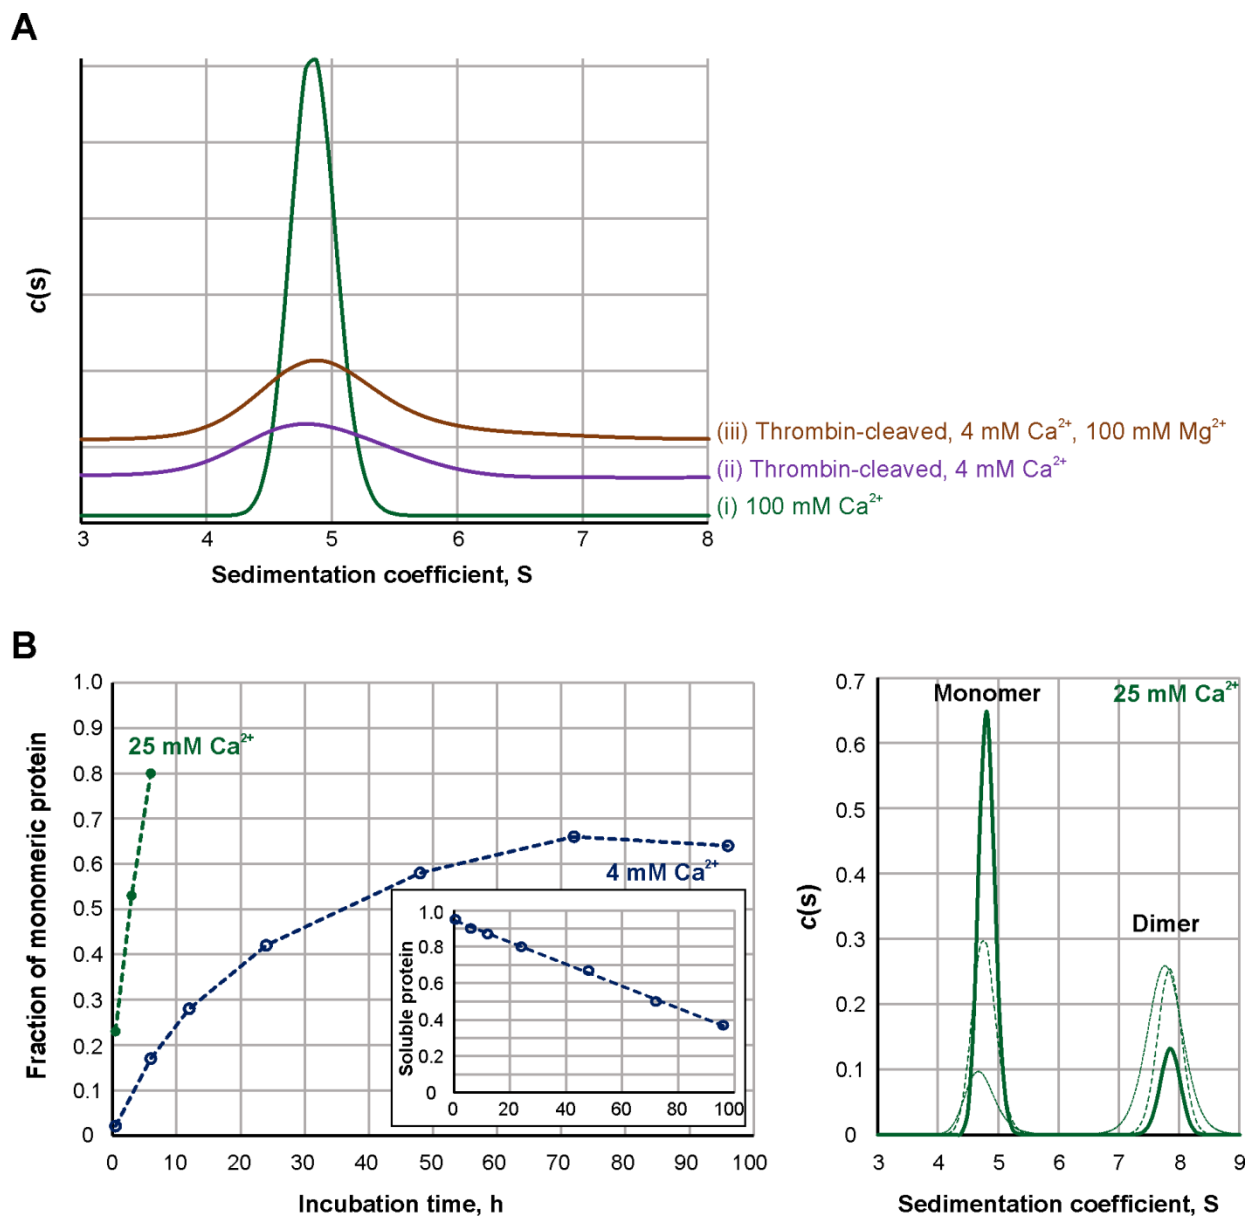 A
c(s)
(iii) Thrombin-cleaved, 4 mM Ca²⁺, 100 mM Mg²⁺
(ii) Thrombin-cleaved, 4 mM Ca²⁺
(i) 100 mM Ca²⁺
3 4 5 6 7 8
Sedimentation coefficient, S
B
Fraction of monomeric protein
1.0
0.9
0.8
0.7
0.6
0.5
0.4
0.3
0.2
0.1
0
25 mM Ca²⁺
4 mM Ca²⁺
Soluble protein
1.0
0.8
0.6
0.4
0.2
0
0 20 40 60 80 100
0 10 20 30 40 50 60 70 80 90 100
Incubation time, h
c(s)
0.7
0.6
0.5
0.4
0.3
0.2
0.1
0
Monomer
25 mM Ca²⁺
Dimer
3 4 5 6 7 8 9
Sedimentation coefficient, S